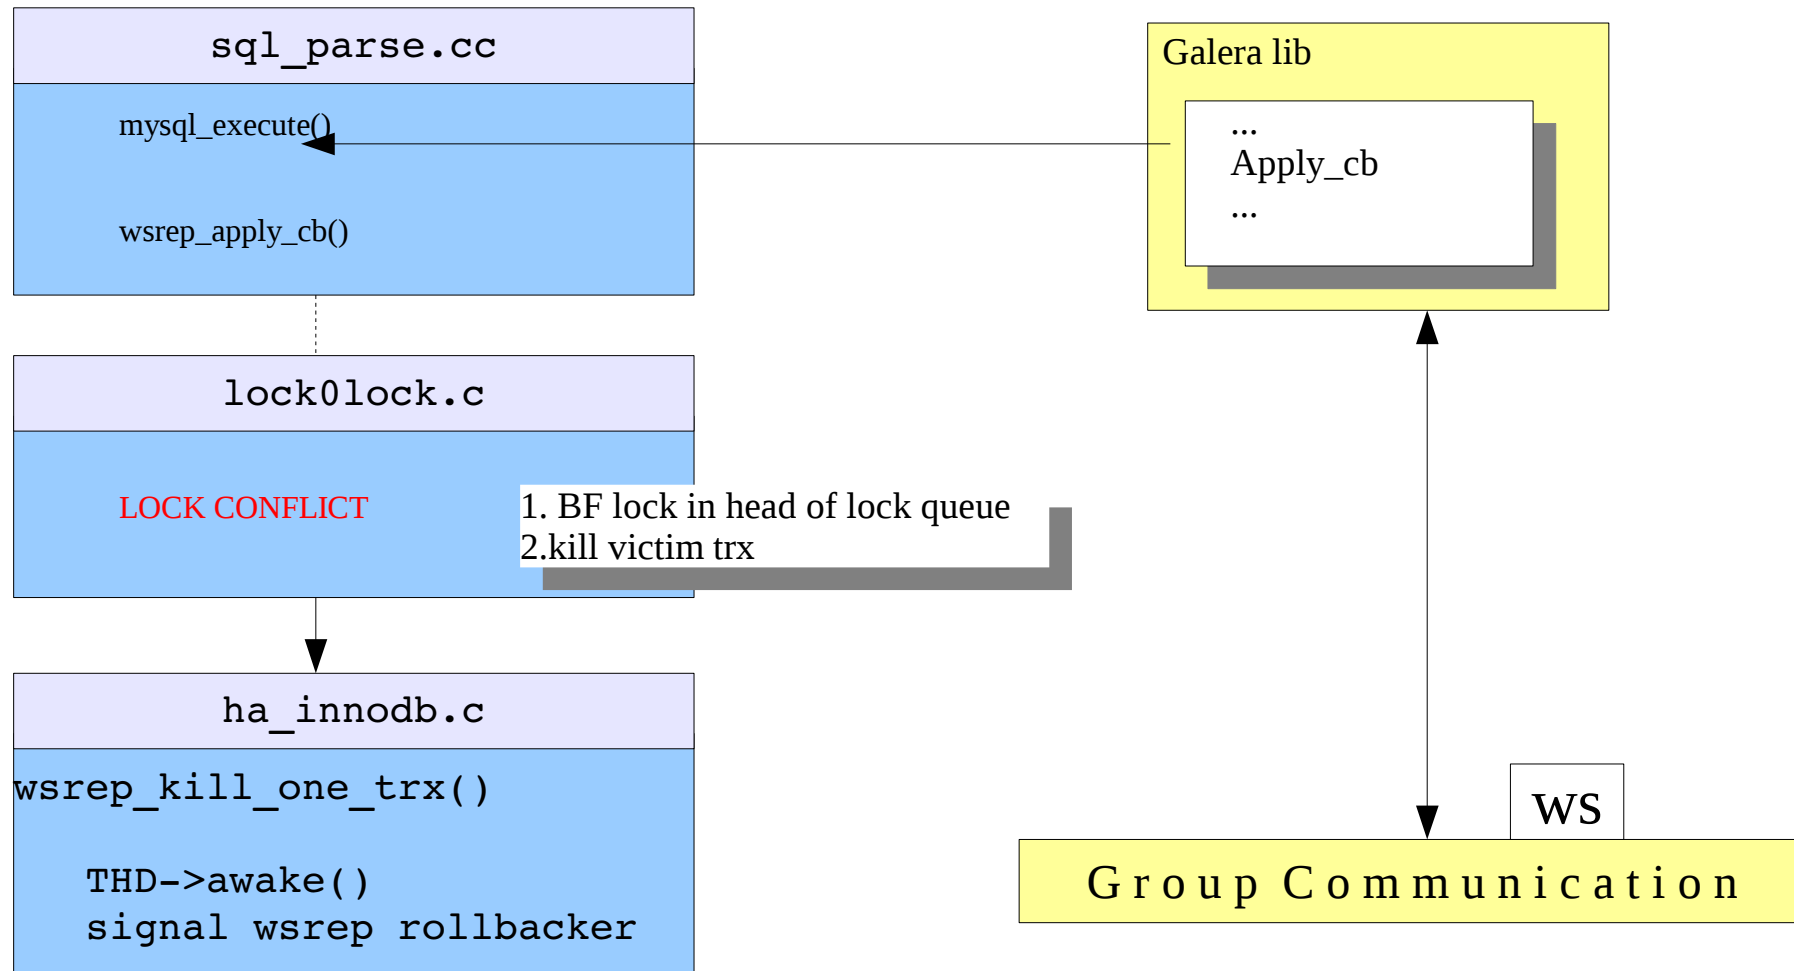 sql_parse.cc
mysql_execute()
wsrep_apply_cb()
Galera lib
...
Apply_cb
...
lock0lock.c
LOCK CONFLICT
1. BF lock in head of lock queue
2.kill victim trx
ha_innodb.c
wsrep_kill_one_trx()
THD->awake()
signal wsrep rollbacker
ws
Group Communication